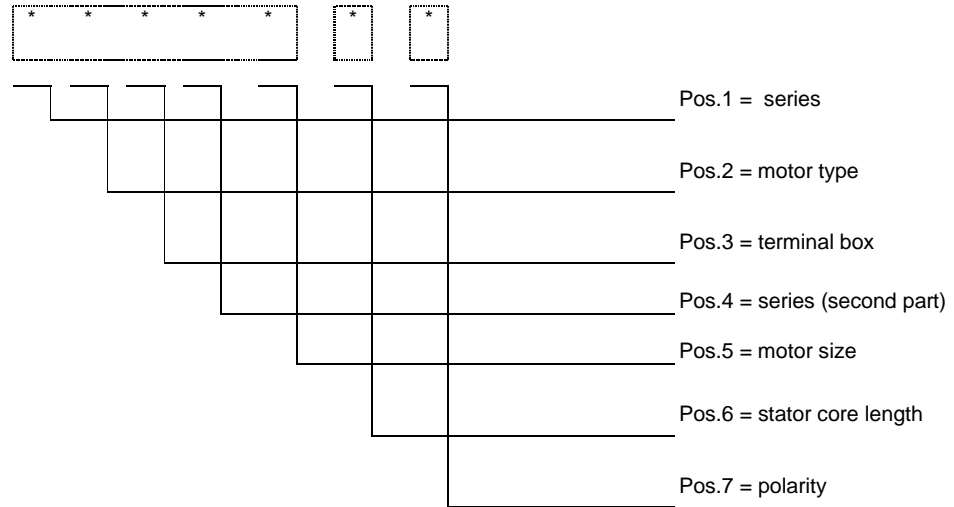 * * * * * * *
Pos.1 = series
Pos.2 = motor type
Pos.3 = terminal box
Pos.4 = series (second part)
Pos.5 = motor size
Pos.6 = stator core length
Pos.7 = polarity